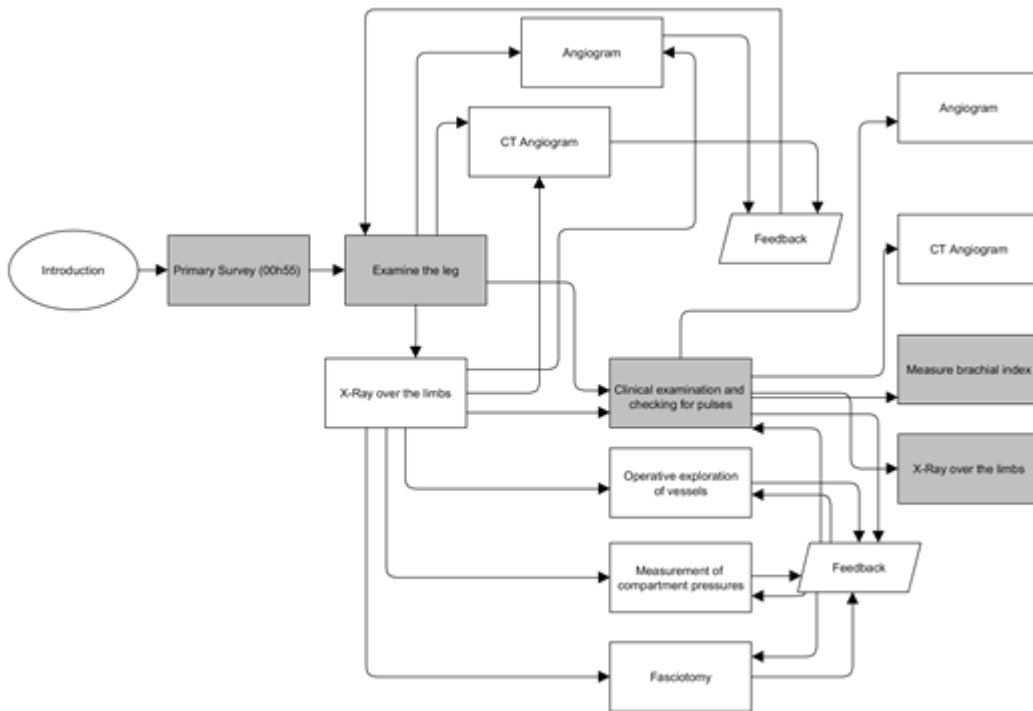 Angiogram
Angiogram
CT Angiogram
Feedback
CT Angiogram
Introduction
Primary Survey (00h55)
Examine the leg
X-Ray over the limbs
Clinical examination and
checking for pulses
Measure brachial index
X-Ray over the limbs
Operative exploration
of vessels
Measurement of
compartment pressures
Feedback
Fasciotomy